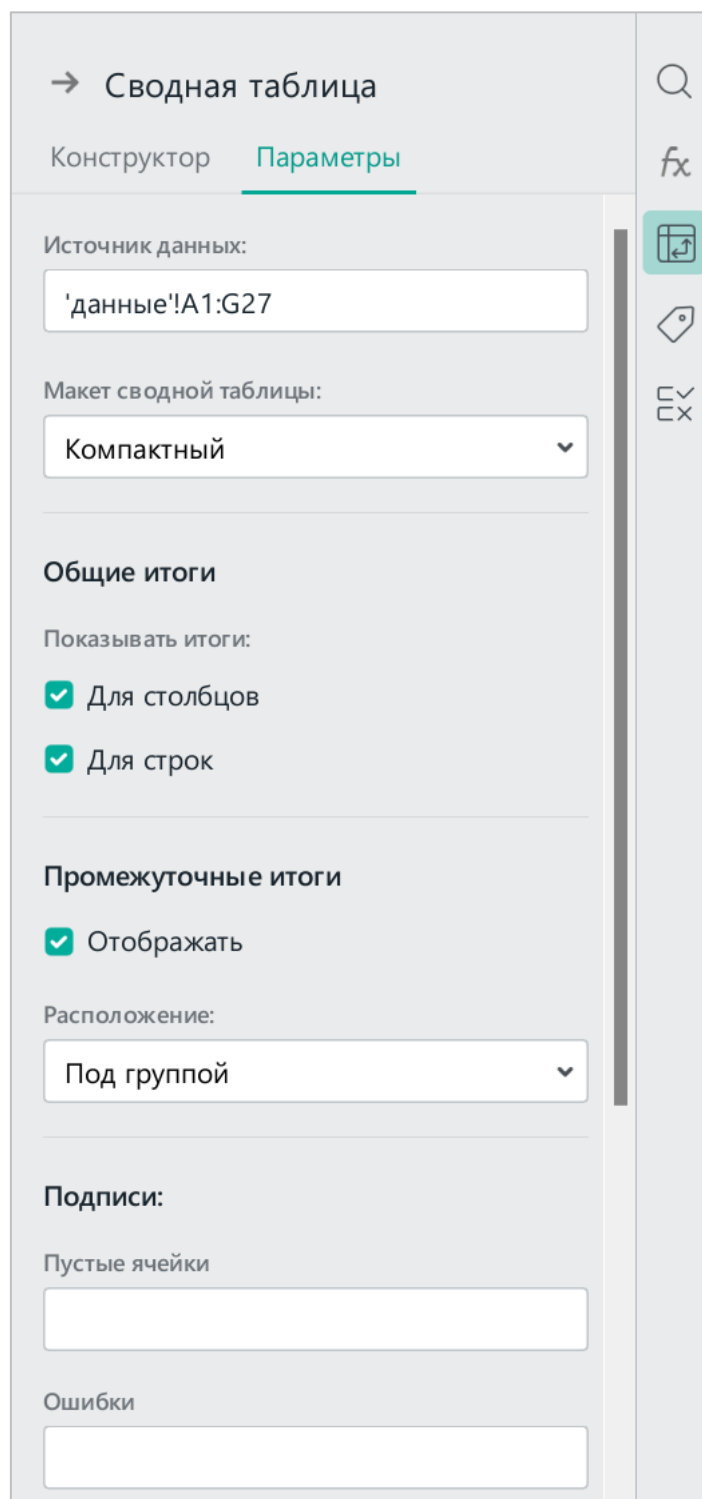 Сводная таблица
Конструктор Параметры
Источник данных:
'данные'!A1:G27
Макет сводной таблицы:
Компактный
Общие итоги
Показывать итоги:
Для столбцов
Для строк
Промежуточные итоги
Отображать
Расположение:
Под группой
Подписи:
Пустые ячейки
Ошибки
fx